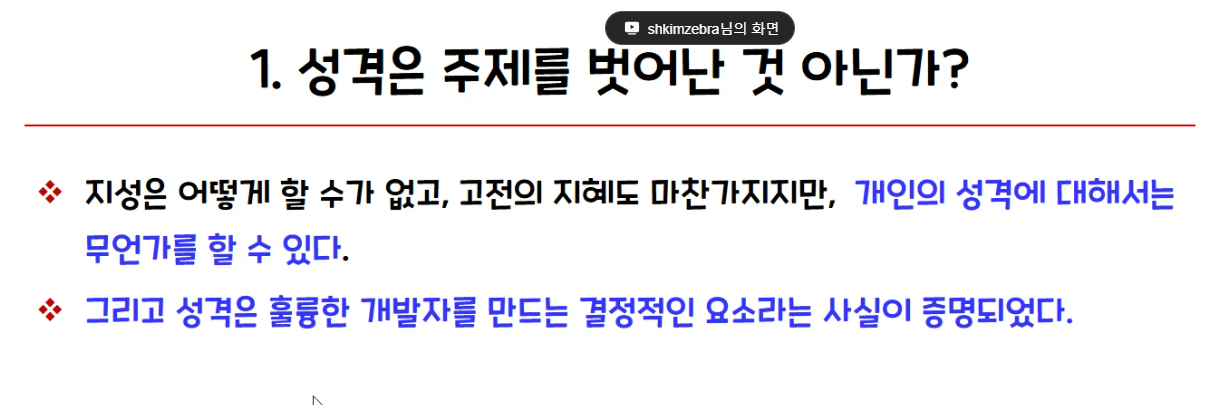 shkimzebra님의 화면
1. 성격은 주제를 벗어난 것 아닌가?
지성은 어떻게 할 수가 없고, 고전의 지혜도 마찬가지지만, 개인의 성격에 대해서는
무언가를 할 수 있다.
그리고 성격은 훌륭한 개발자를 만드는 결정적인 요소라는 사실이 증명되었다.